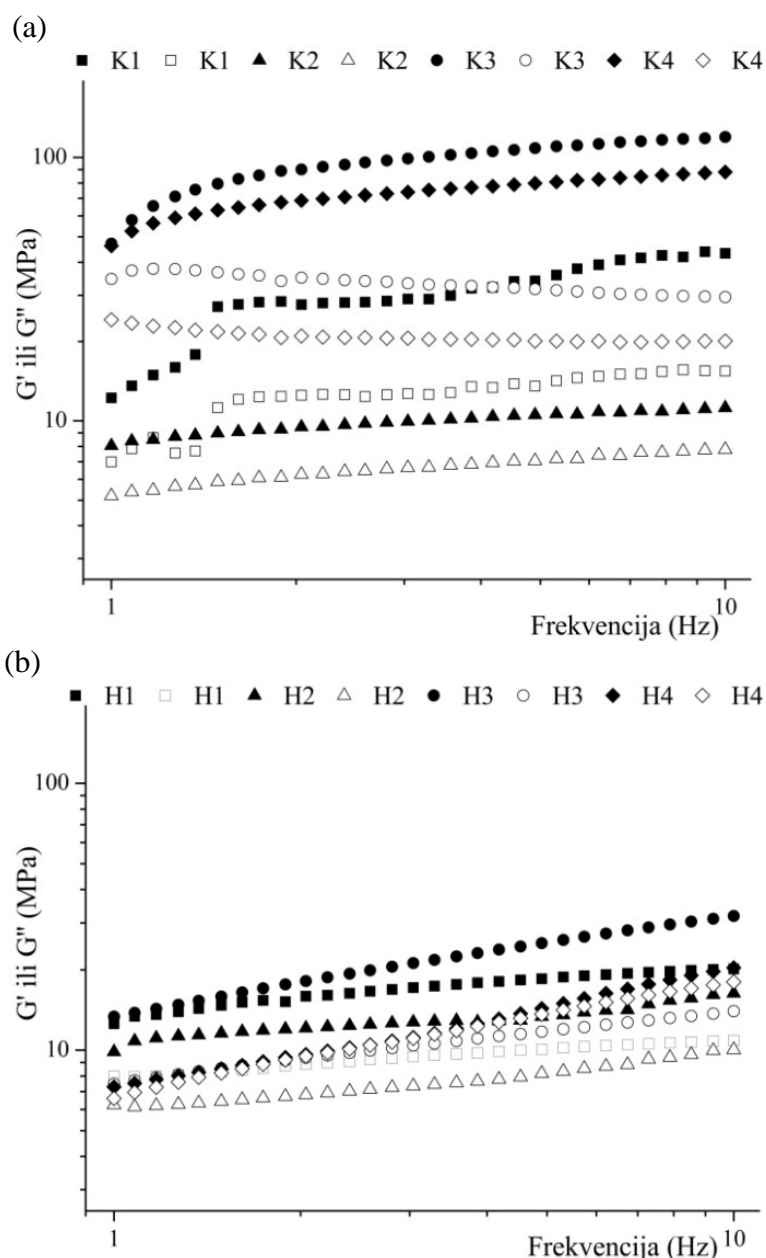 (a)
K1 K1 K2 K2 K3 K3 K4 K4
100
G' ili G" (MPa)
10
1 10
Frekvencija (Hz)
(b)
H1 H1 H2 H2 H3 H3 H4 H4
100
G' ili G" (MPa)
10
1 10
Frekvencija (Hz)